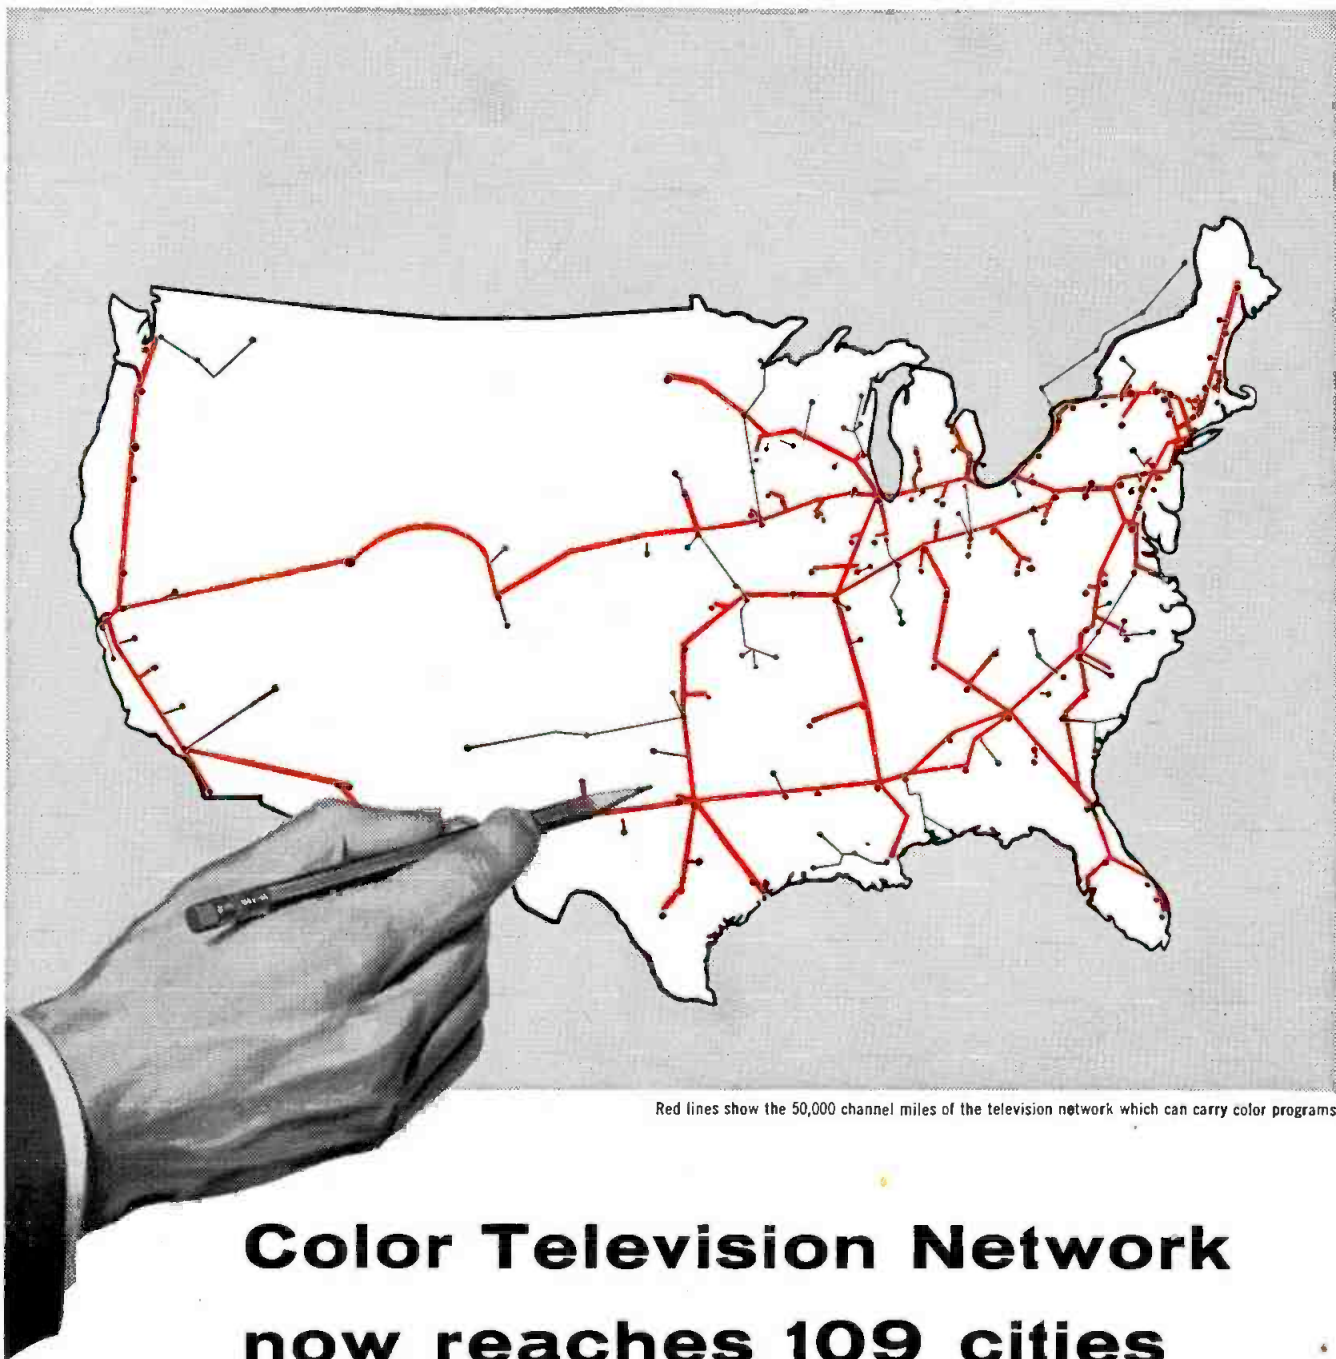 Red lines show the 50,000 channel miles of the television network which can carry color programs
Color Television Network
now reaches 109 cities